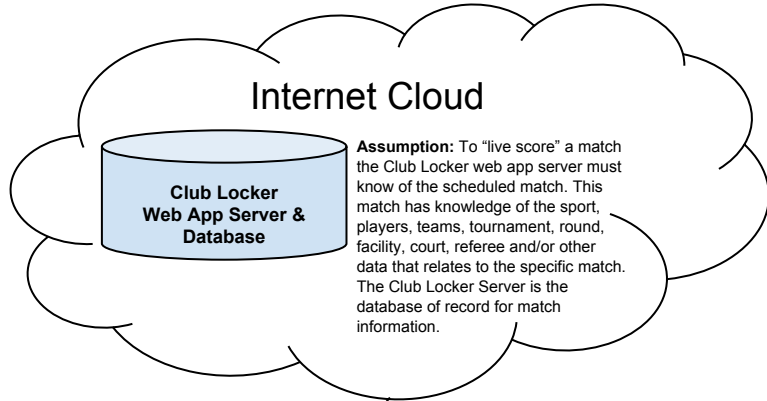 Internet Cloud
Club Locker
Web App Server &
Database
Assumption: To “live score” a match
the Club Locker web app server must
know of the scheduled match. This
match has knowledge of the sport,
players, teams, tournament, round,
facility, court, referee and/or other
data that relates to the specific match.
The Club Locker Server is the
database of record for match
information.